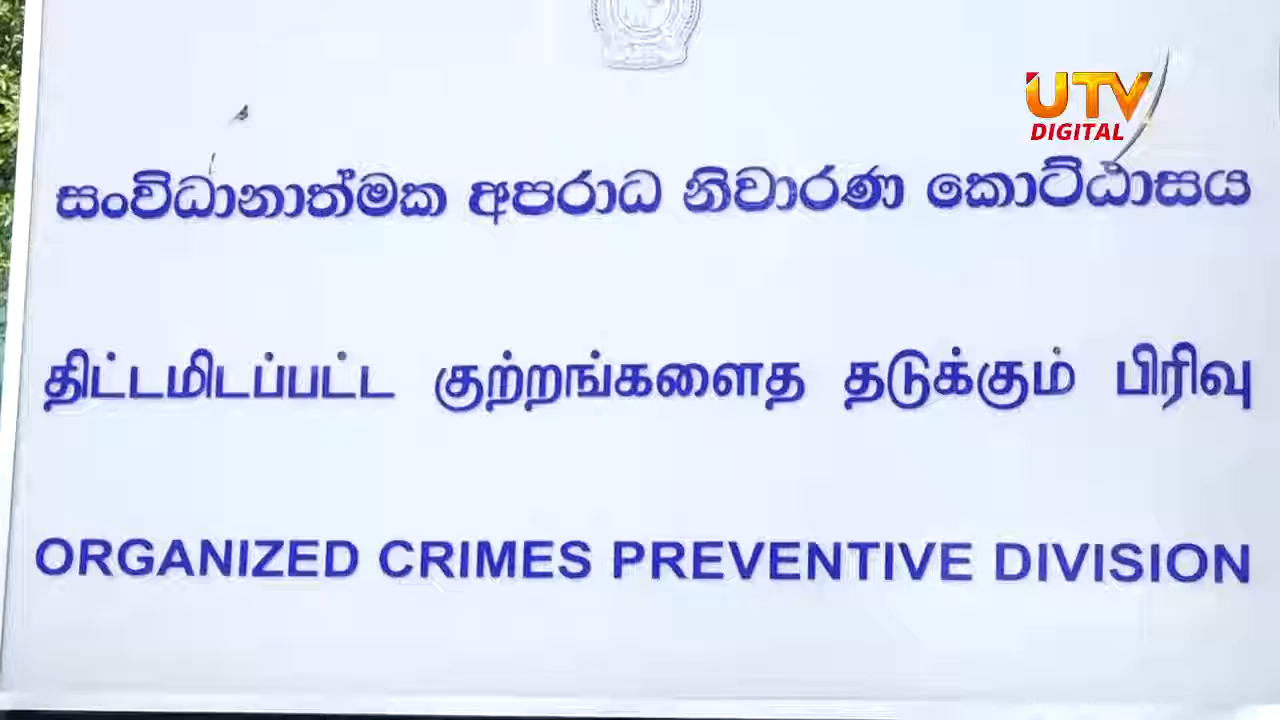 UTV
DIGITAL
සංවිධානාත්මක අපරාධ නිවාරණ කොට්ඨාසය
திட்டமிடப்பட்ட குற்றங்களைத தடுக்கும் பிரிவு
ORGANIZED CRIMES PREVENTIVE DIVISION